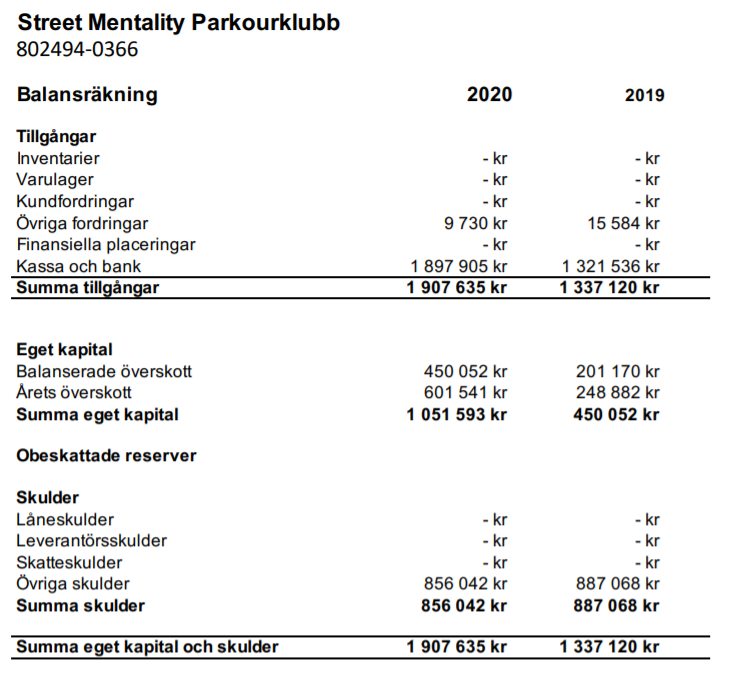 Street Mentality Parkourklubb
802494-0366
Balansräkning 2020 2019
Tillgångar
Inventarier - kr - kr
Varulager - kr - kr
Kundfordringar - kr - kr
Övriga fordringar 9 730 kr 15 584 kr
Finansiella placeringar - kr - kr
Kassa och bank 1 897 905 kr 1 321 536 kr
Summa tillgångar 1 907 635 kr 1 337 120 kr
Eget kapital
Balanserade överskott 450 052 kr 201 170 kr
Årets överskott 601 541 kr 248 882 kr
Summa eget kapital 1 051 593 kr 450 052 kr
Obeskattade reserver
Skulder
Låneskulder - kr - kr
Leverantörsskulder - kr - kr
Skatteskulder - kr - kr
Övriga skulder 856 042 kr 887 068 kr
Summa skulder 856 042 kr 887 068 kr
Summa eget kapital och skulder 1 907 635 kr 1 337 120 kr